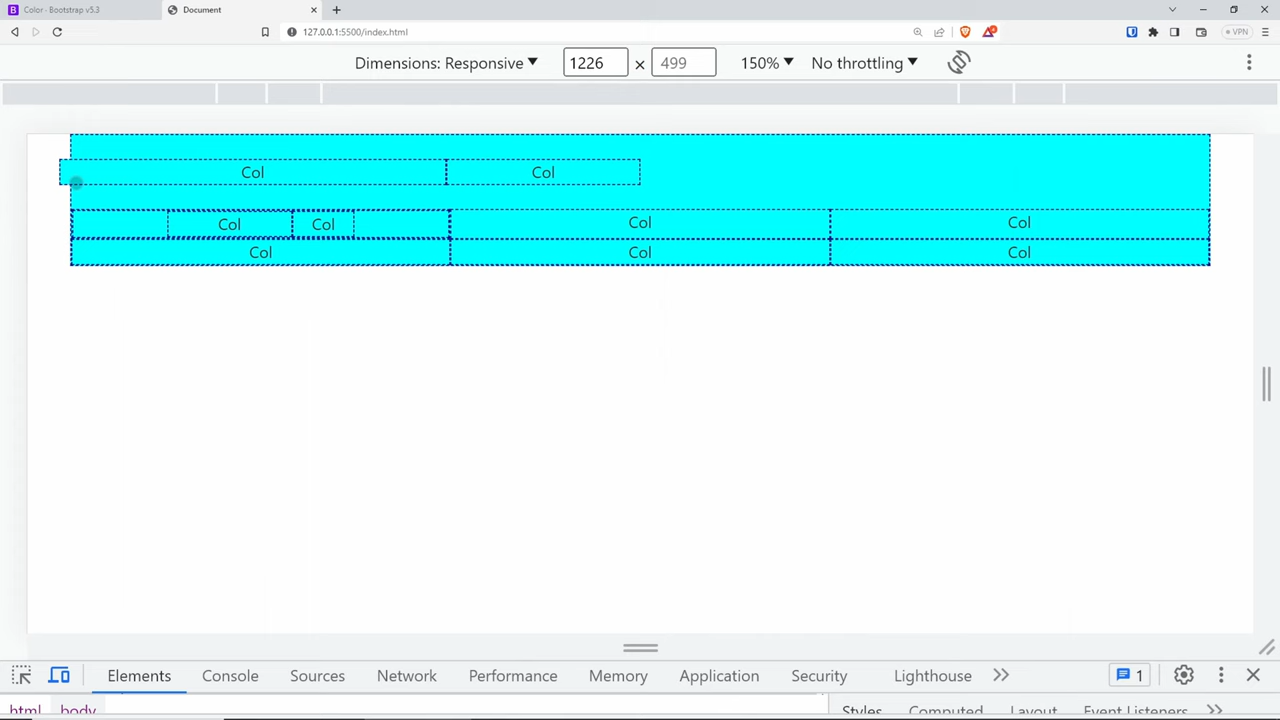 Color - Bootstrap v5.3
Document
127.0.0.1:5500/index.html
VPN
Dimensions: Responsive 1226 × 499 150% No throttling
Col Col
Col Col Col Col
Col Col Col
Elements Console Sources Network Performance Memory Application Security Lighthouse 1
html body Styles Computed Layout Event Listeners